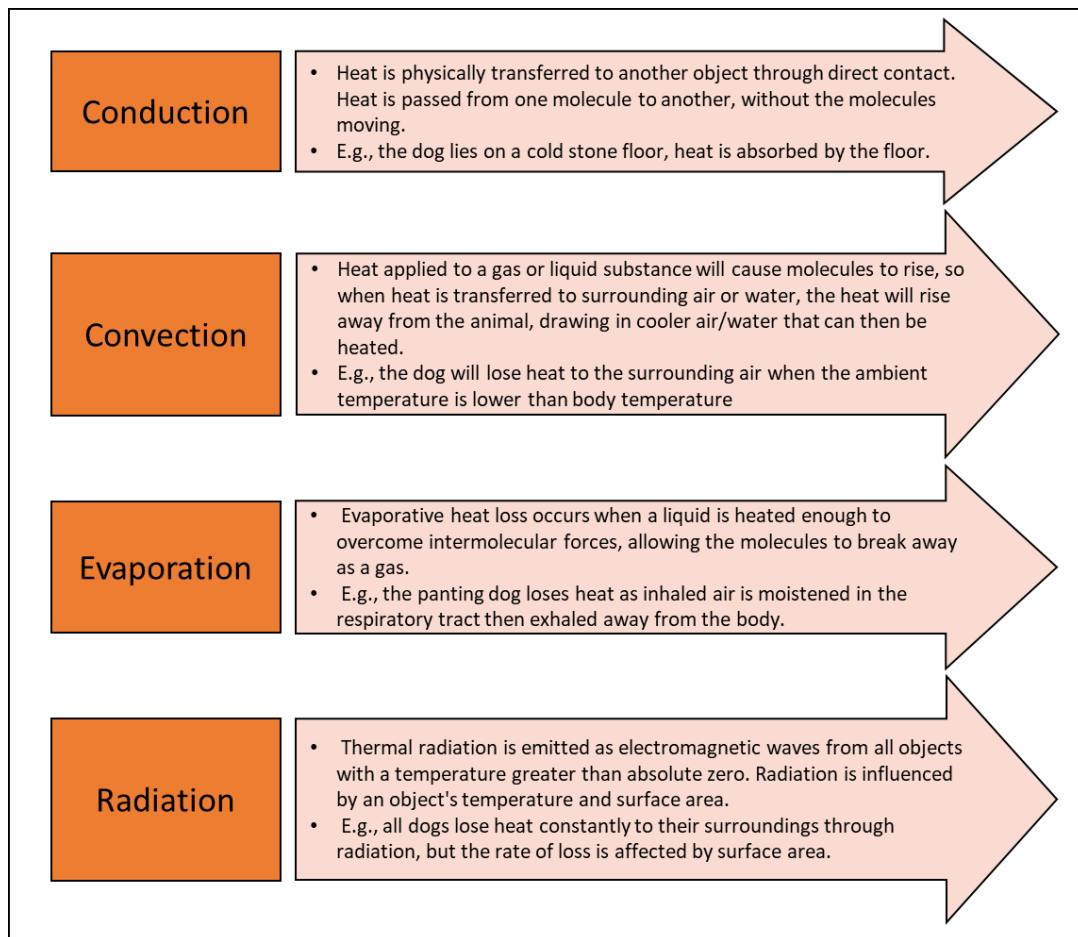 Conduction
• Heat is physically transferred to another object through direct contact.
Heat is passed from one molecule to another, without the molecules
moving.
• E.g., the dog lies on a cold stone floor, heat is absorbed by the floor.
Convection
• Heat applied to a gas or liquid substance will cause molecules to rise, so
when heat is transferred to surrounding air or water, the heat will rise
away from the animal, drawing in cooler air/water that can then be
heated.
• E.g., the dog will lose heat to the surrounding air when the ambient
temperature is lower than body temperature
Evaporation
• Evaporative heat loss occurs when a liquid is heated enough to
overcome intermolecular forces, allowing the molecules to break away
as a gas.
• E.g., the panting dog loses heat as inhaled air is moistened in the
respiratory tract then exhaled away from the body.
Radiation
• Thermal radiation is emitted as electromagnetic waves from all objects
with a temperature greater than absolute zero. Radiation is influenced
by an object's temperature and surface area.
• E.g., all dogs lose heat constantly to their surroundings through
radiation, but the rate of loss is affected by surface area.